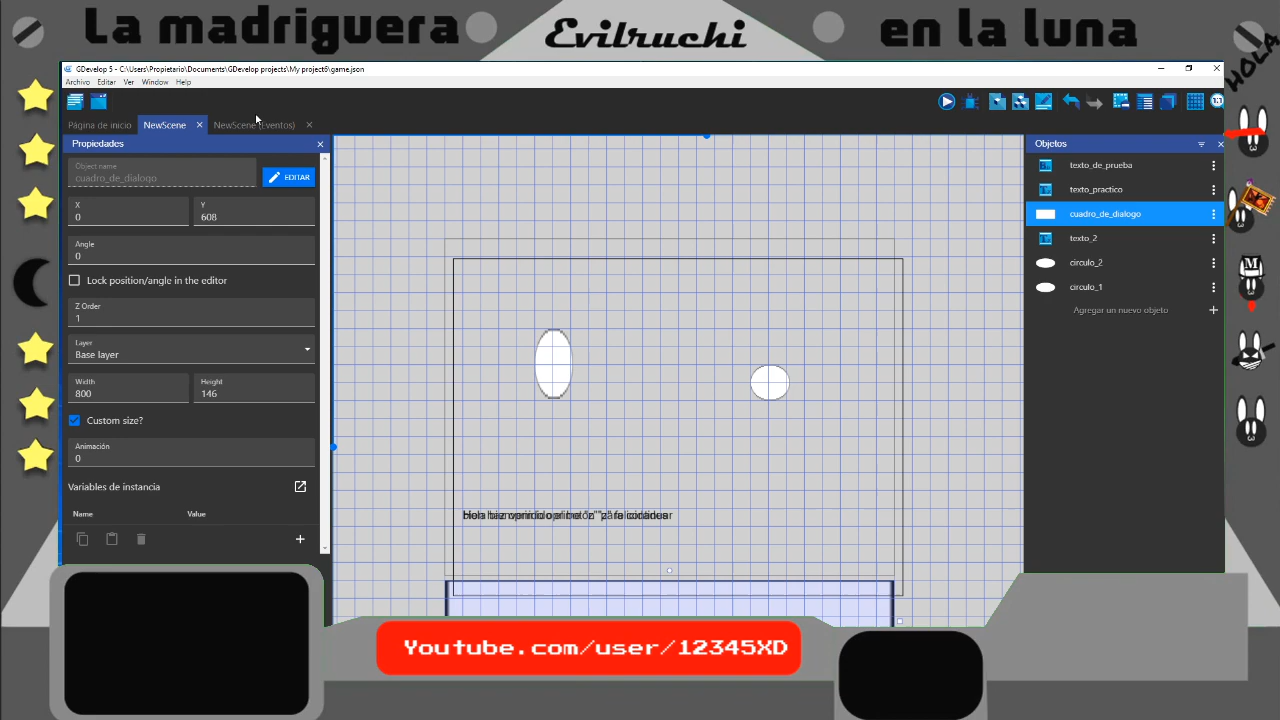 La madriguera
Evilruchi
en la luna
HOLA
GDevelop 5 - C:\Users\Propietario\Documents\GDevelop projects\My project6\game.json
Archivo Editar Ver Window Help
1:1
Página de inicio NewScene NewScene (Eventos)
Propiedades
Object name
cuadro_de_dialogo
EDITAR
X
0
Y
608
Angle
0
Lock position/angle in the editor
Z Order
1
Layer
Base layer
Width
800
Height
146
Custom size?
Animación
0
Variables de instancia
Name Value
Objetos
texto_de_prueba
texto_practico
cuadro_de_dialogo
texto_2
circulo_2
circulo_1
Agregar un nuevo objeto
M
Youtube.com/user/12345XD